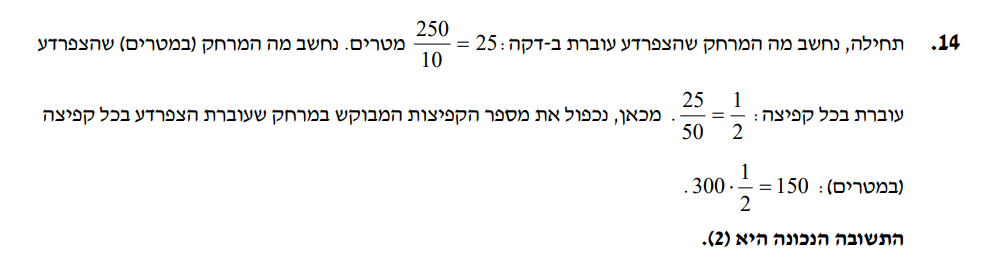 14. תחילה, נחשב מה המרחק שהצפרדע עוברת ב-דקה: 250/10 = 25 מטרים. נחשב מה המרחק (במטרים) שהצפרדע
עוברת בכל קפיצה: 25/50 = 1/2. מכאן, נכפול את מספר הקפיצות המבוקש במרחק שעוברת הצפרדע בכל קפיצה
(במטרים): 300 · 1/2 = 150.
התשובה הנכונה היא (2).